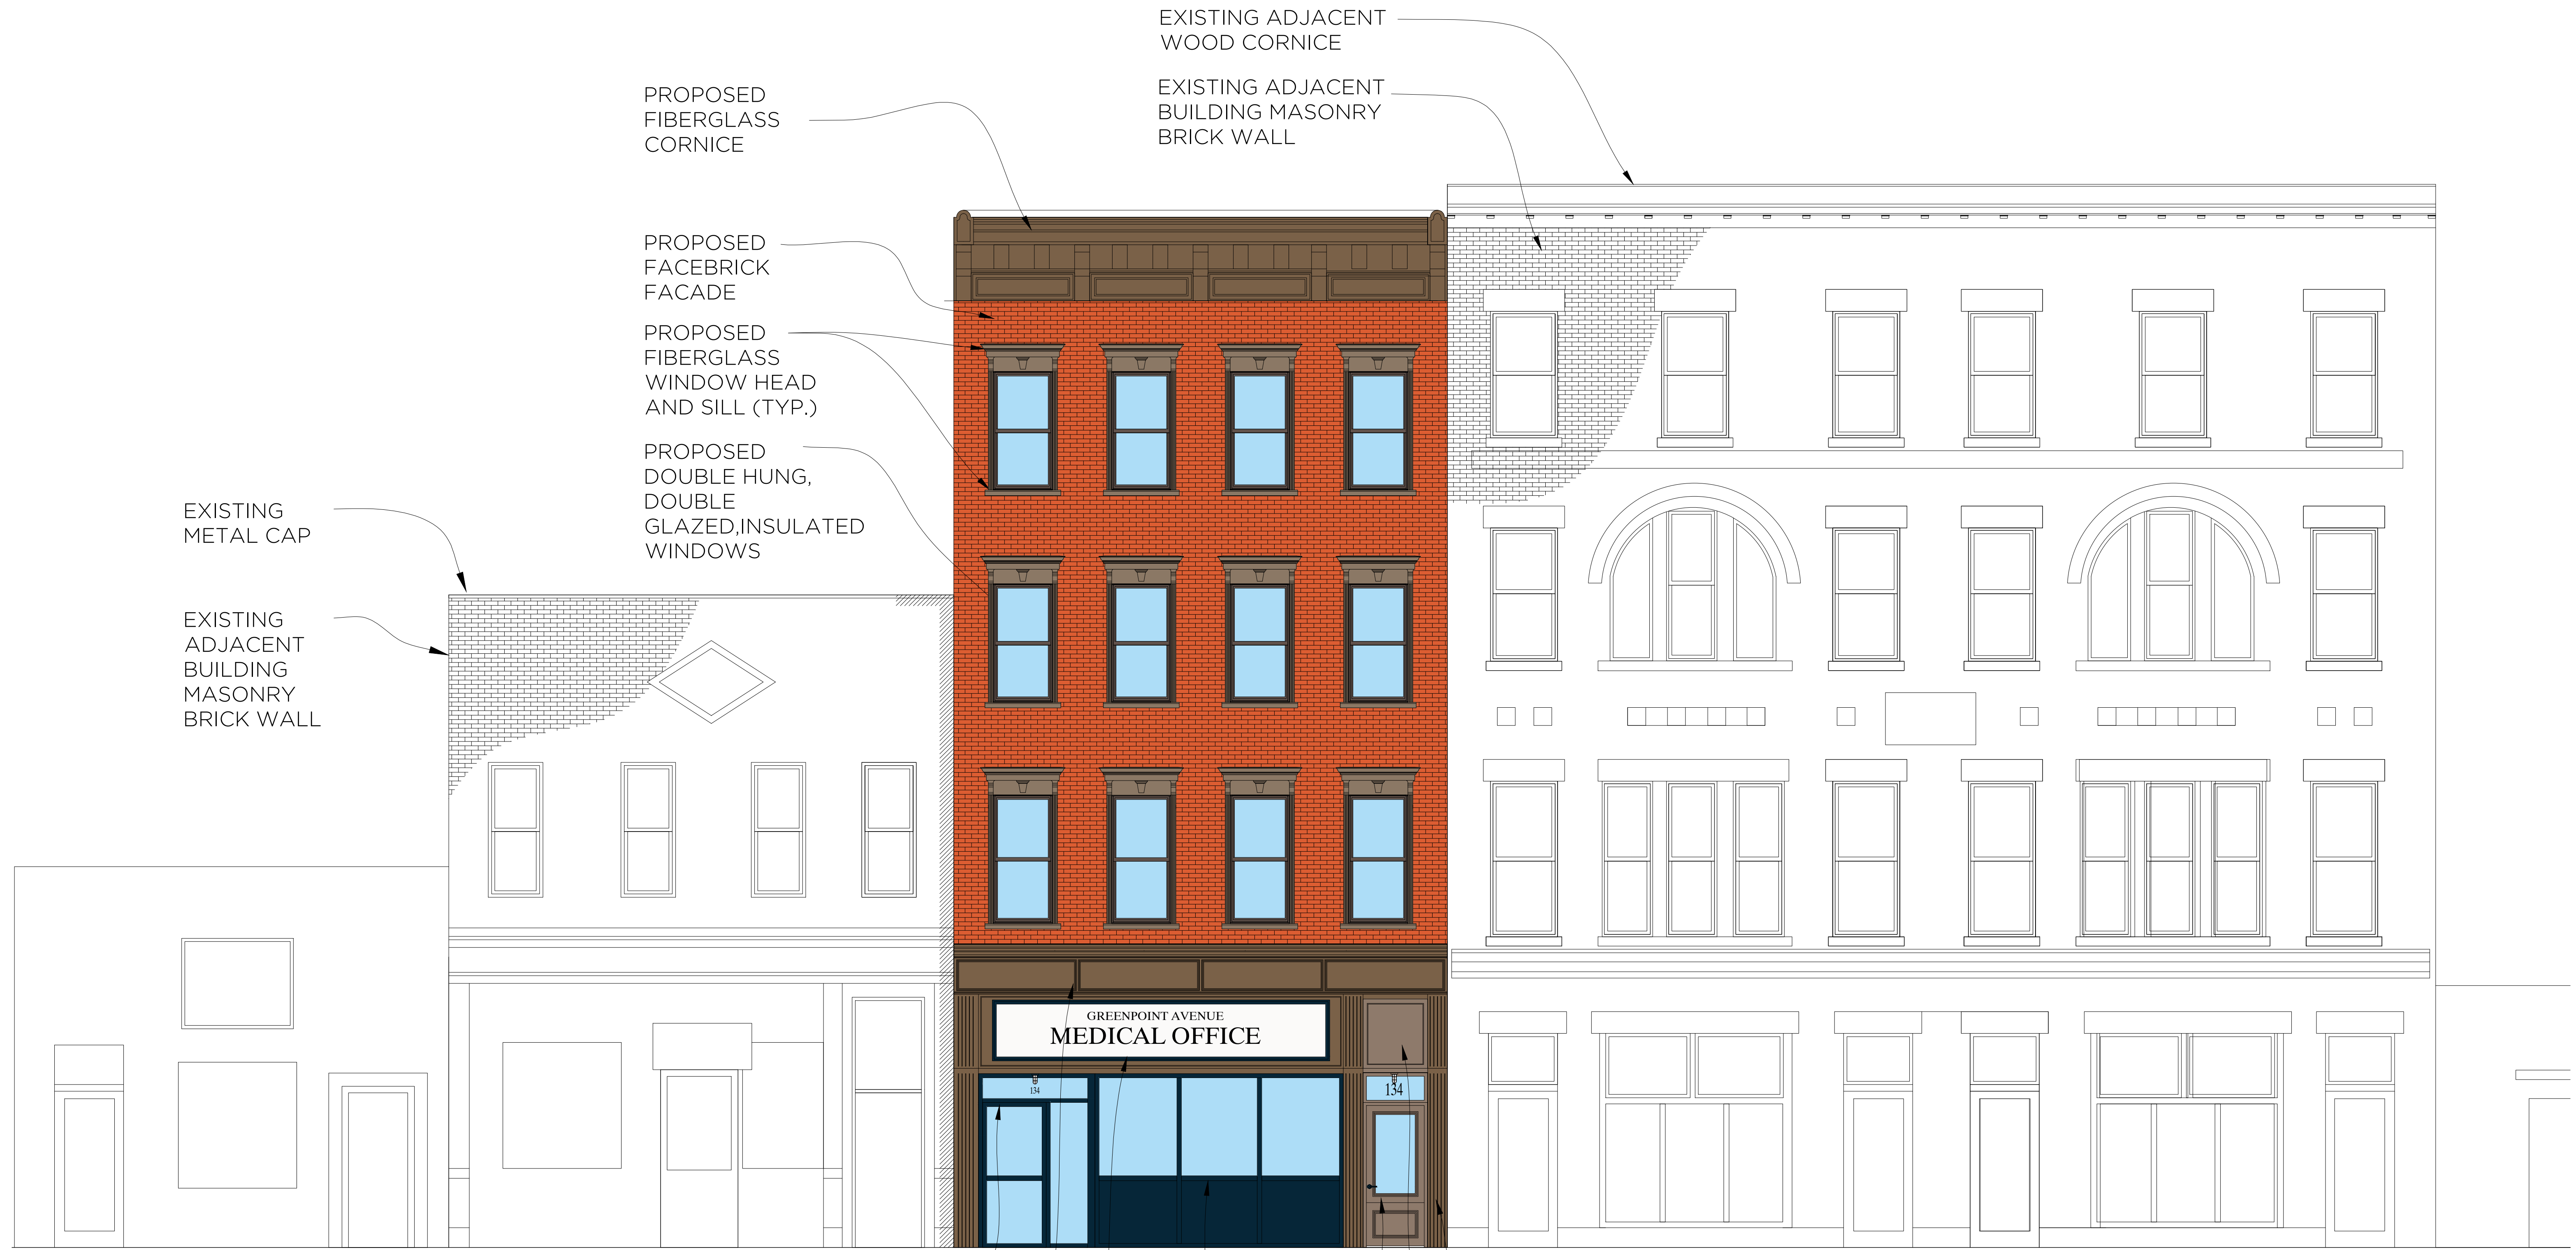 EXISTING ADJACENT
WOOD CORNICE
EXISTING ADJACENT
BUILDING MASONRY
BRICK WALL
PROPOSED
FIBERGLASS
CORNICE
PROPOSED
FACEBRICK
FACADE
PROPOSED
FIBERGLASS
WINDOW HEAD
AND SILL (TYP.)
PROPOSED
DOUBLE HUNG,
DOUBLE
GLAZED,INSULATED
WINDOWS
EXISTING
METAL CAP
EXISTING
ADJACENT
BUILDING
MASONRY
BRICK WALL
GREENPOINT AVENUE
MEDICAL OFFICE
134
134